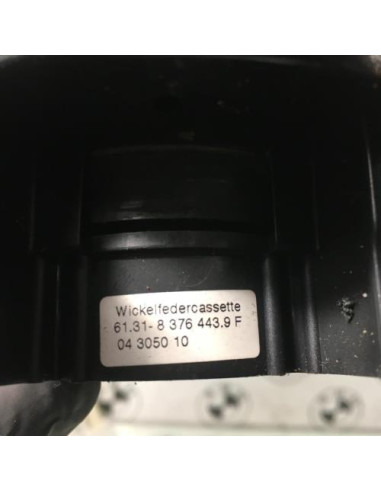 Wickelfedercassette
61.31- 8 376 443.9 F
04 3050 10